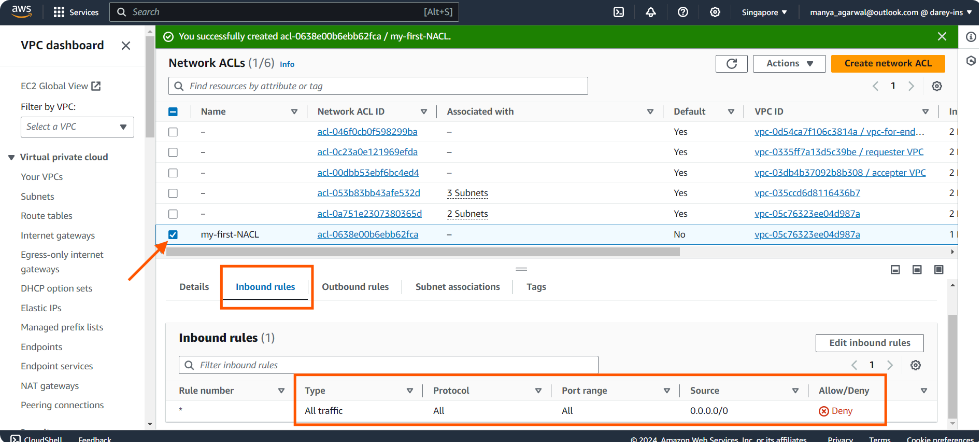 aws
Services
Search
[Alt+S]
Singapore
manya_agarwal@outlook.com @ darey-ins
VPC dashboard
EC2 Global View
Filter by VPC:
Select a VPC
Virtual private cloud
Your VPCs
Subnets
Route tables
Internet gateways
Egress-only internet
gateways
DHCP option sets
Elastic IPs
Managed prefix lists
Endpoints
Endpoint services
NAT gateways
Peering connections
You successfully created acl-0638e00b6ebb62fca / my-first-NACL.
Network ACLs (1/6) Info
Actions
Create network ACL
Find resources by attribute or tag
1
Name Network ACL ID Associated with Default VPC ID In
– acl-046f0cb0f598299ba – Yes vpc-0d54ca7f106c3814a / vpc-for-end... 2
– acl-0c23a0e121969efda – Yes vpc-0335ff7a13d5c39be / requester VPC 2
– acl-00dbb53ebf6bc4ed4 – Yes vpc-03db4b37092b8b308 / accepter VPC 2
– acl-053b83bb43afe532d 3 Subnets Yes vpc-035ccd6d8116436b7 2
– acl-0a751e2307380365d 2 Subnets Yes vpc-05c76323ee04d987a 2
my-first-NACL acl-0638e00b6ebb62fca – No vpc-05c76323ee04d987a 1
Details Inbound rules Outbound rules Subnet associations Tags
Inbound rules (1)
Edit inbound rules
Filter inbound rules
1
Rule number Type Protocol Port range Source Allow/Deny
* All traffic All All 0.0.0.0/0 Deny
CloudShell Feedback © 2024, Amazon Web Services, Inc. or its affiliates. Privacy Terms Cookie preferences